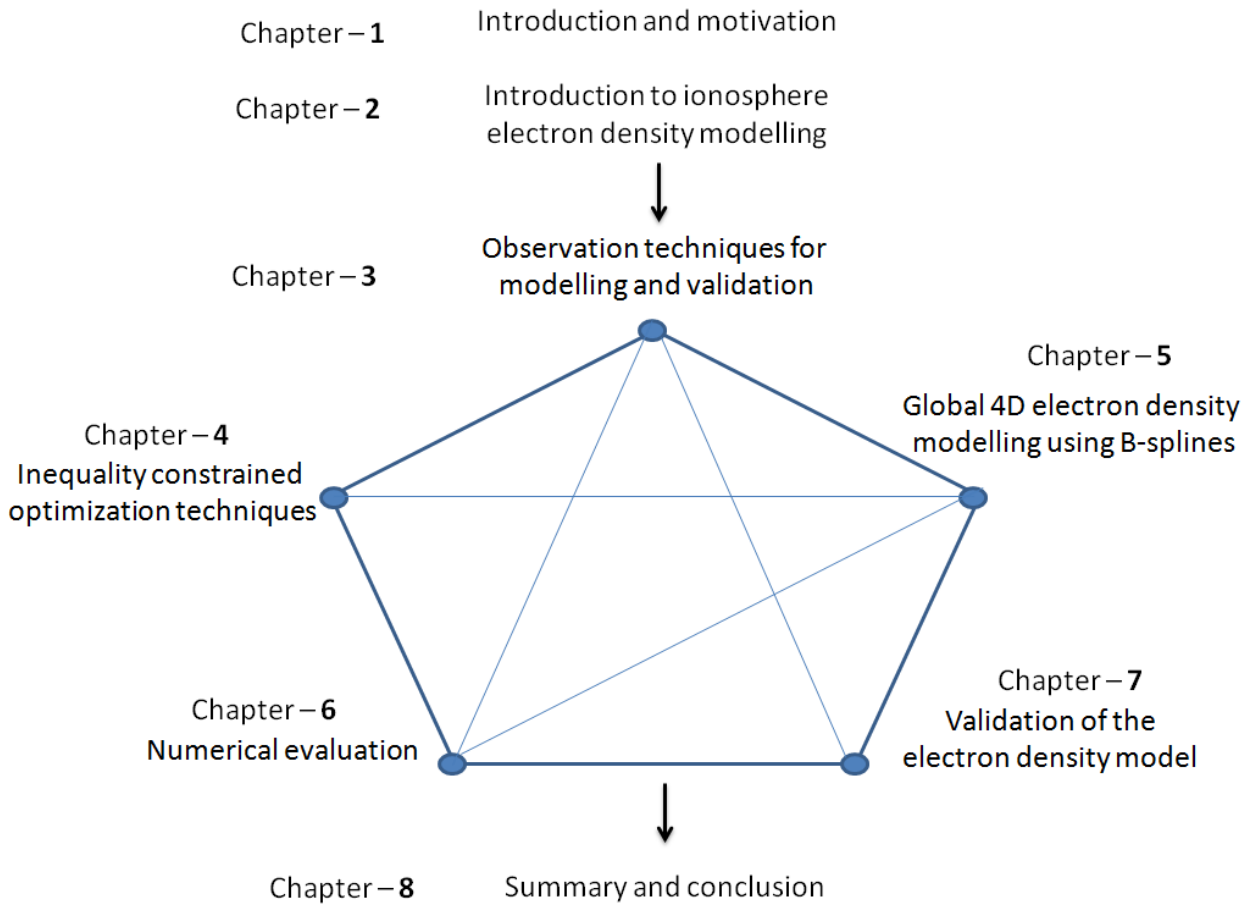 Chapter – 1
Introduction and motivation
Chapter – 2
Introduction to ionosphere
electron density modelling
Chapter – 3
Observation techniques for
modelling and validation
Chapter – 5
Global 4D electron density
modelling using B-splines
Chapter – 4
Inequality constrained
optimization techniques
Chapter – 6
Numerical evaluation
Chapter – 7
Validation of the
electron density model
Chapter – 8
Summary and conclusion